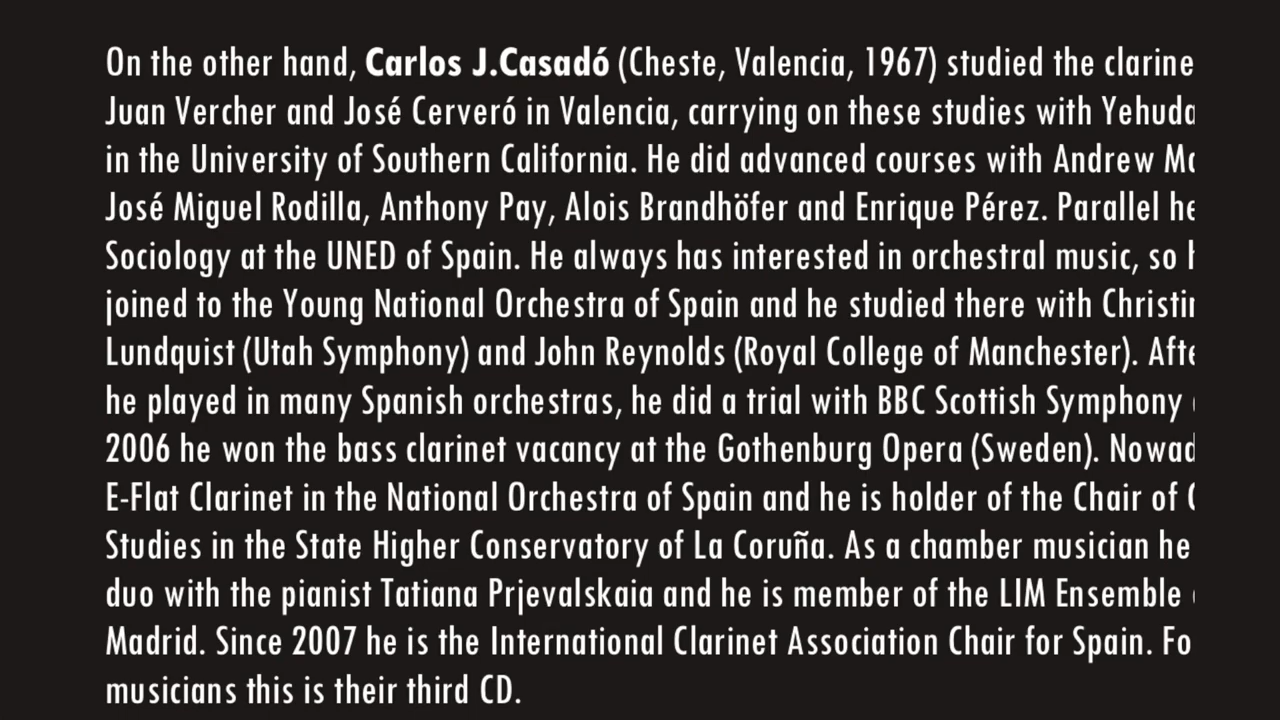 On the other hand, Carlos J.Casadó (Cheste, Valencia, 1967) studied the
Juan Vercher and José Cerveró in Valencia, carrying on these studies with
in the University of Southern California. He did advanced courses with Andrew
José Miguel Rodilla, Anthony Pay, Alois Brandhöfer and Enrique Pérez. Parallel
Sociology at the UNED of Spain. He always has interested in orchestral music, so
joined to the Young National Orchestra of Spain and he studied there with
Lundquist (Utah Symphony) and John Reynolds (Royal College of Manchester).
he played in many Spanish orchestras, he did a trial with BBC Scottish Symphony
2006 he won the bass clarinet vacancy at the Gothenburg Opera (Sweden).
E-Flat Clarinet in the National Orchestra of Spain and he is holder of the Chair of
Studies in the State Higher Conservatory of La Coruña. As a chamber musician he
duo with the pianist Tatiana Prjevalskaia and he is member of the LIM Ensemble
Madrid. Since 2007 he is the International Clarinet Association Chair for Spain.
musicians this is their third CD.